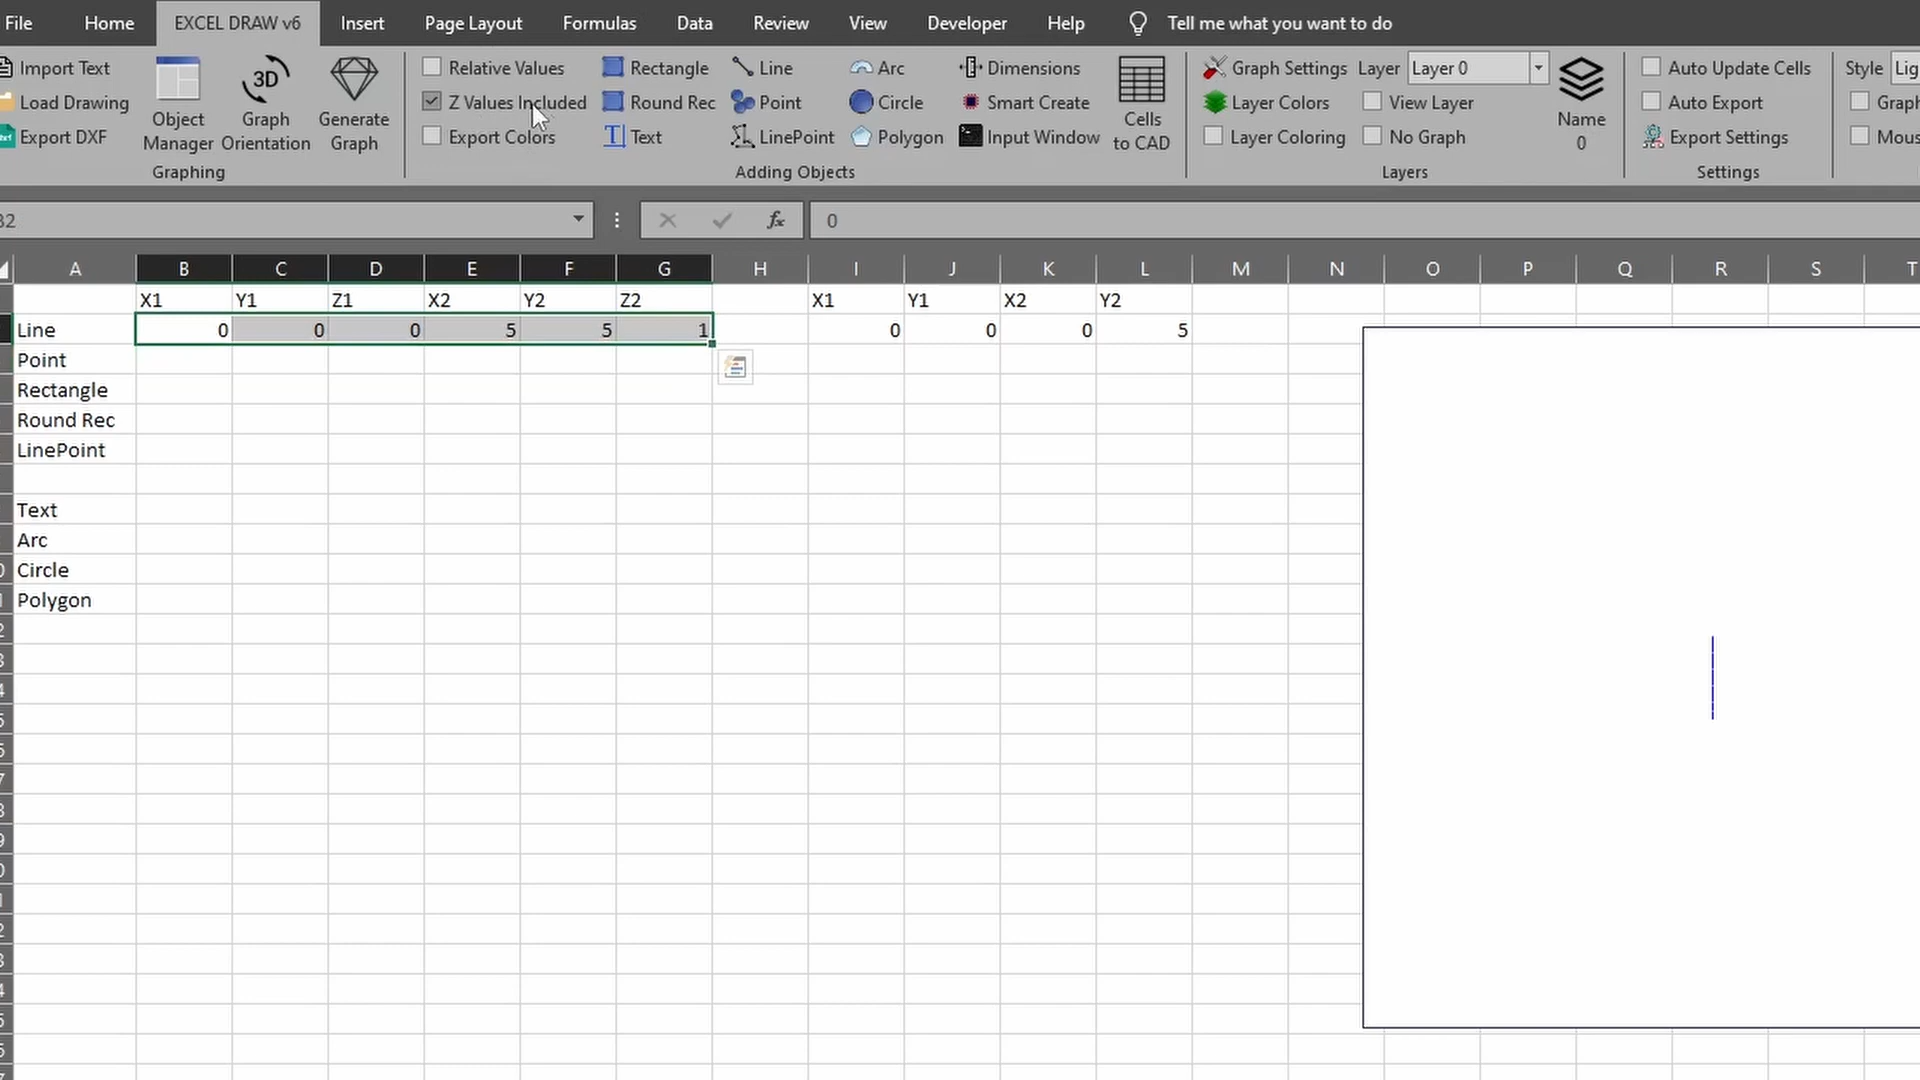 File Home EXCEL DRAW v6 Insert Page Layout Formulas Data Review View Developer Help Tell me what you want to do
Import Text
Load Drawing
Export DXF
Object Manager
Graph Orientation
Generate Graph
Graphing
Relative Values
Z Values Included
Export Colors
Rectangle
Round Rec
Text
Line
Point
LinePoint
Arc
Circle
Polygon
Dimensions
Smart Create
Input Window
Cells to CAD
Adding Objects
Graph Settings
Layer Colors
Layer Coloring
Layer Layer 0
View Layer
No Graph
Name 0
Layers
Auto Update Cells
Auto Export
Export Settings
Settings
Style Lig
Graph
Mous
B2 fx 0
A B C D E F G H I J K L M N O P Q R S T
X1 Y1 Z1 X2 Y2 Z2 X1 Y1 X2 Y2
Line 0 0 0 5 5 1 0 0 0 5
Point
Rectangle
Round Rec
LinePoint
Text
Arc
Circle
Polygon